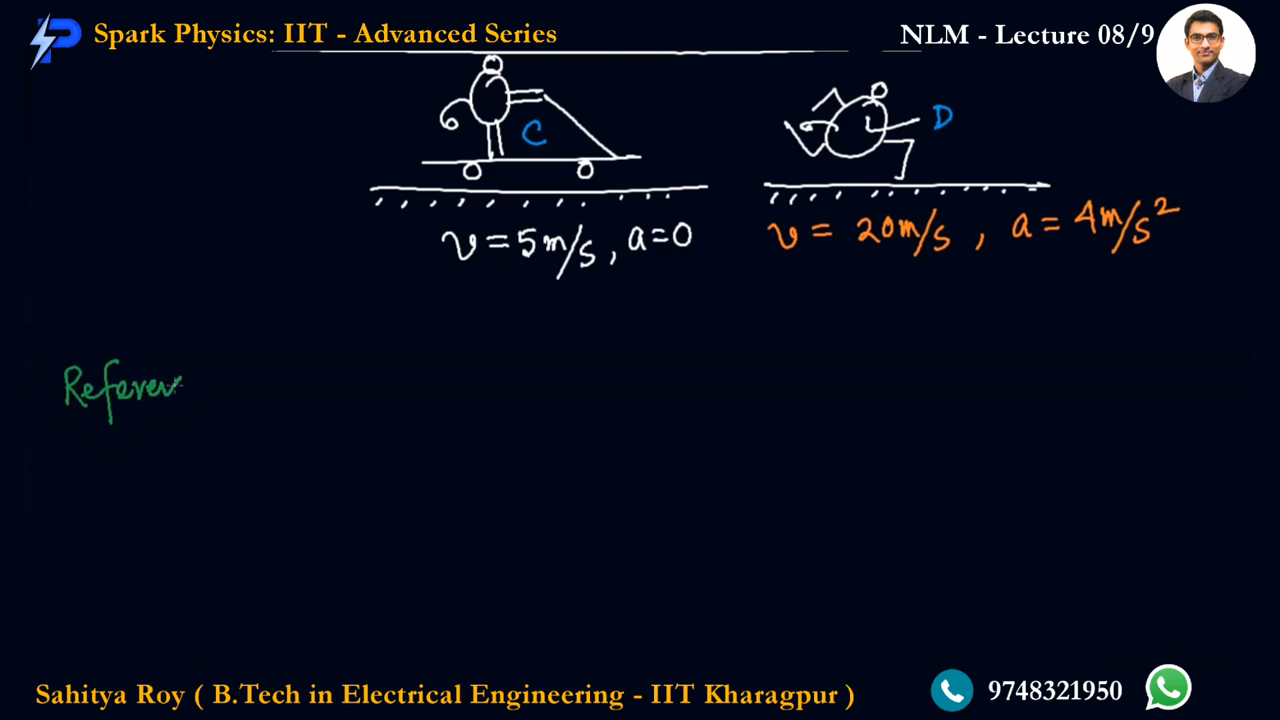 Spark Physics: IIT - Advanced Series
NLM - Lecture 08/9
C
D
v = 5m/s, a=0
v = 20m/s, a = 4m/s²
Referen
Sahitya Roy ( B.Tech in Electrical Engineering - IIT Kharagpur )
9748321950